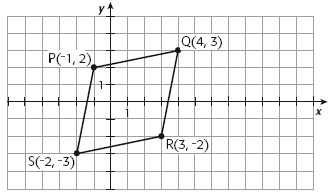 y
Q(4, 3)
P(-1, 2)
1
1
x
R(3, -2)
S(-2, -3)